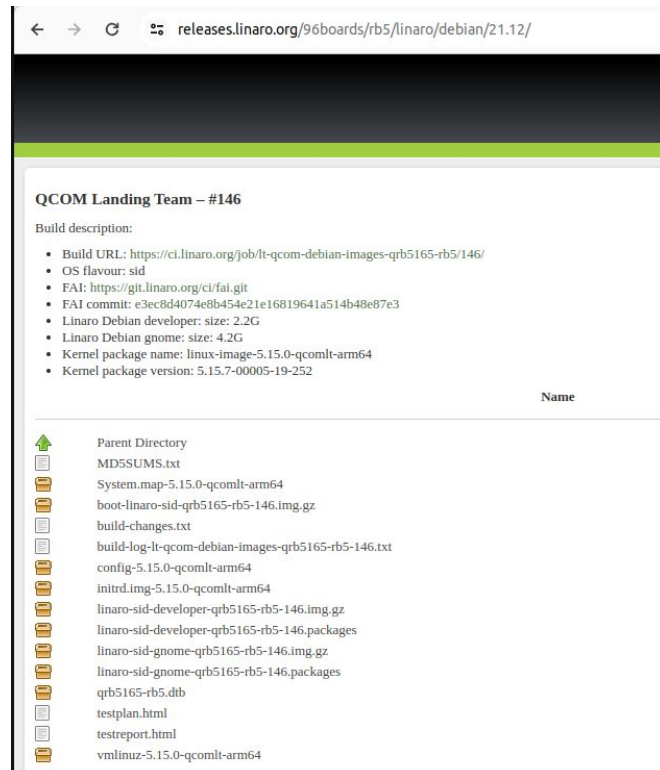 releases.linaro.org/96boards/rb5/linaro/debian/21.12/
QCOM Landing Team – #146
Build description:
Build URL: https://ci.linaro.org/job/lt-qcom-debian-images-qrb5165-rb5/146/
OS flavour: sid
FAI: https://git.linaro.org/ci/fai.git
FAI commit: e3ec8d4074e8b454e21e16819641a514b48e87e3
Linaro Debian developer: size: 2.2G
Linaro Debian gnome: size: 4.2G
Kernel package name: linux-image-5.15.0-qcomlt-arm64
Kernel package version: 5.15.7-00005-19-252
Name
Parent Directory
MD5SUMS.txt
System.map-5.15.0-qcomlt-arm64
boot-linaro-sid-qrb5165-rb5-146.img.gz
build-changes.txt
build-log-lt-qcom-debian-images-qrb5165-rb5-146.txt
config-5.15.0-qcomlt-arm64
initrd.img-5.15.0-qcomlt-arm64
linaro-sid-developer-qrb5165-rb5-146.img.gz
linaro-sid-developer-qrb5165-rb5-146.packages
linaro-sid-gnome-qrb5165-rb5-146.img.gz
linaro-sid-gnome-qrb5165-rb5-146.packages
qrb5165-rb5.dtb
testplan.html
testreport.html
vmlinuz-5.15.0-qcomlt-arm64